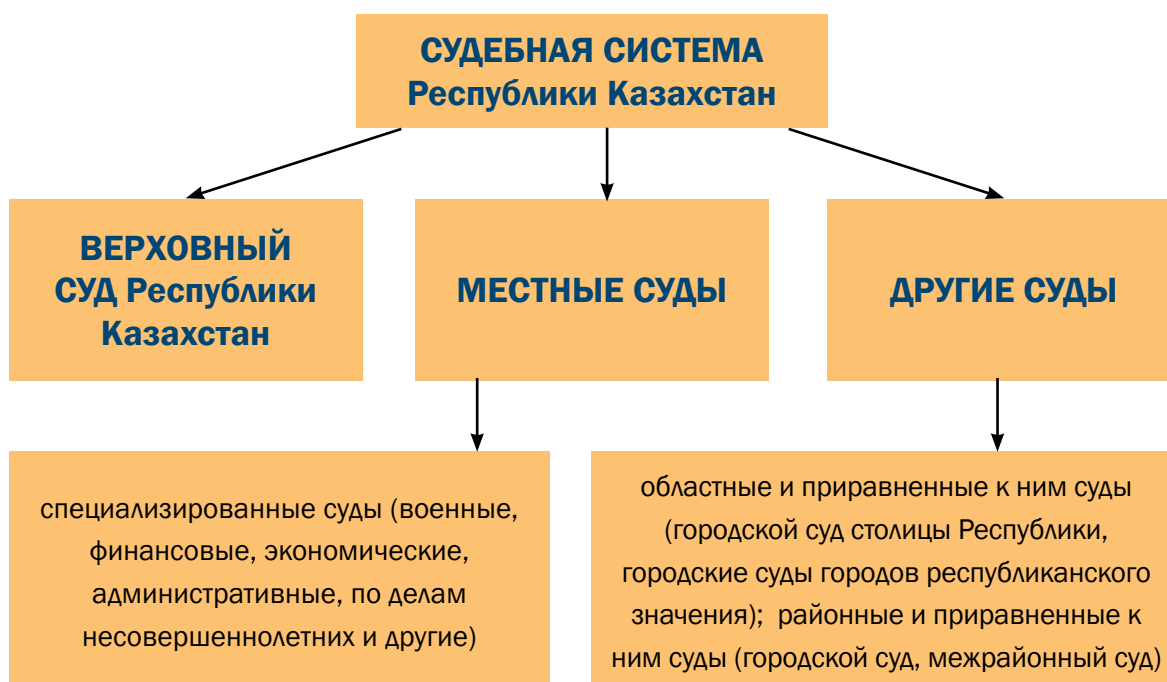 СУДЕБНАЯ СИСТЕМА
Республики Казахстан
ВЕРХОВНЫЙ
СУД Республики
Казахстан
МЕСТНЫЕ СУДЫ
ДРУГИЕ СУДЫ
специализированные суды (военные,
финансовые, экономические,
административные, по делам
несовершеннолетних и другие)
областные и приравненные к ним суды
(городской суд столицы Республики,
городские суды городов республиканского
значения); районные и приравненные к
ним суды (городской суд, межрайонный суд)